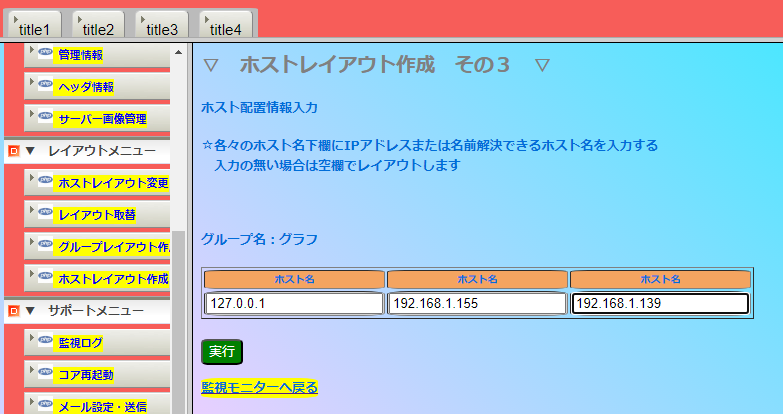 title1 title2 title3 title4
管理情報
ヘッダ情報
サーバー画像管理
D ▼ レイアウトメニュー
ホストレイアウト変更
レイアウト取替
グループレイアウト作
ホストレイアウト作成
D ▼ サポートメニュー
監視ログ
コア再起動
メール設定・送信
▽ ホストレイアウト作成 その３ ▽
ホスト配置情報入力
☆各々のホスト名下欄にIPアドレスまたは名前解決できるホスト名を入力する
入力の無い場合は空欄でレイアウトします
グループ名：グラフ
ホスト名 ホスト名 ホスト名
127.0.0.1 192.168.1.155 192.168.1.139
実行
監視モニターへ戻る